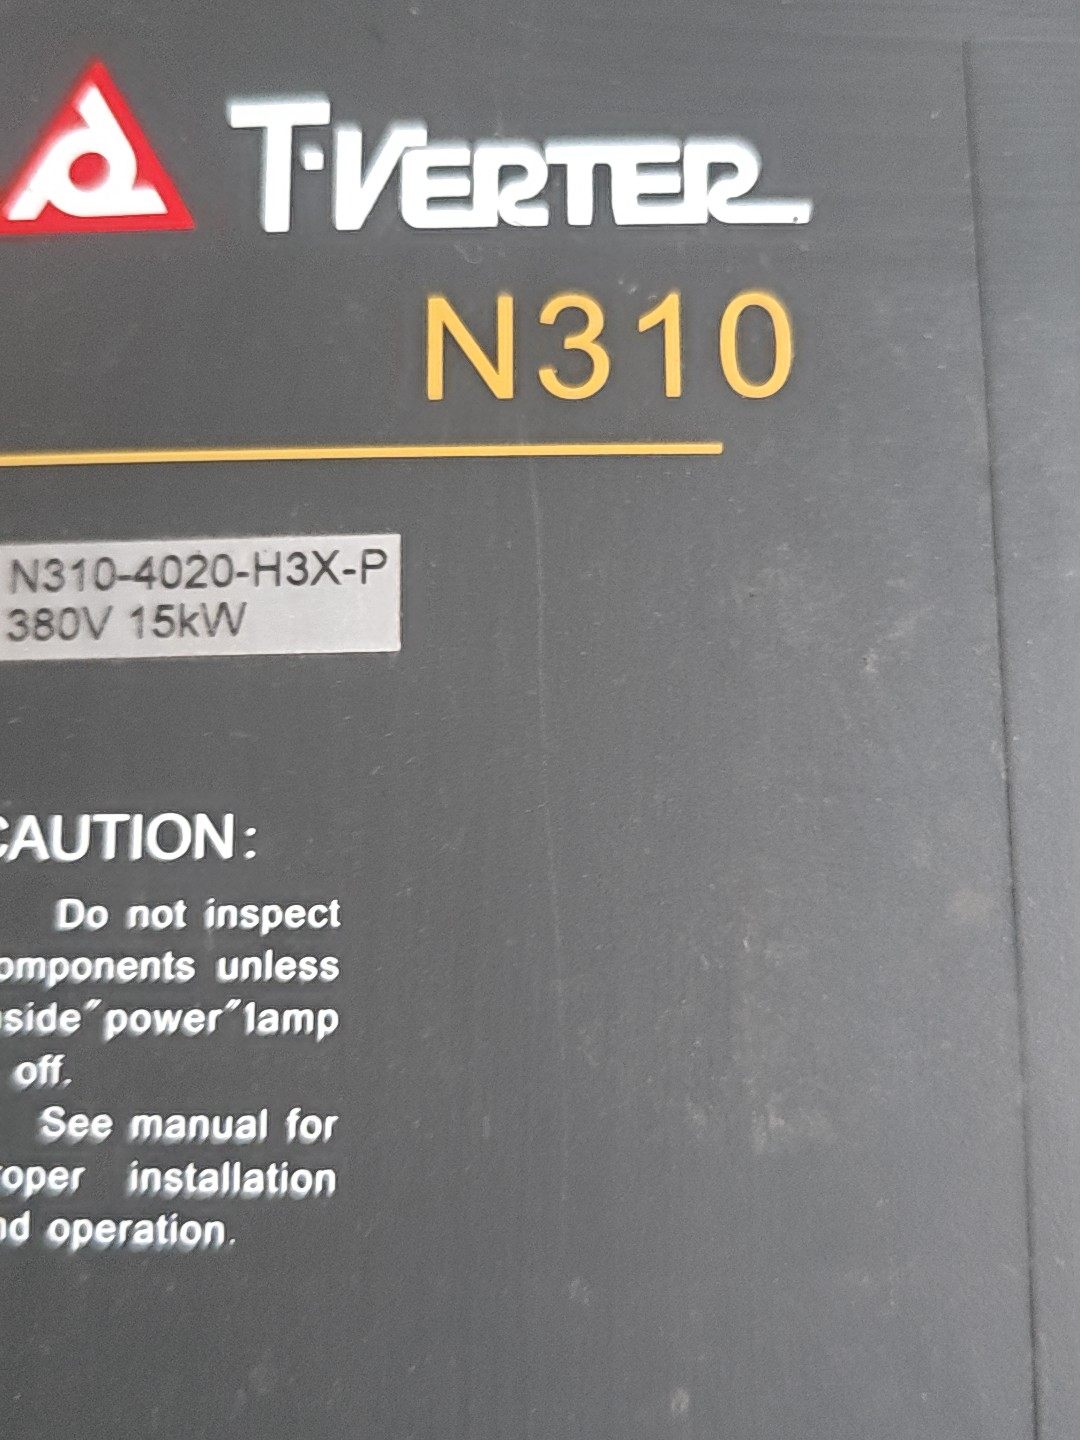 T-VERTER
N310
N310-4020-H3X-P
380V 15kW
CAUTION:
Do not inspect
omponents unless
side"power"lamp
off.
See manual for
roper installation
nd operation.